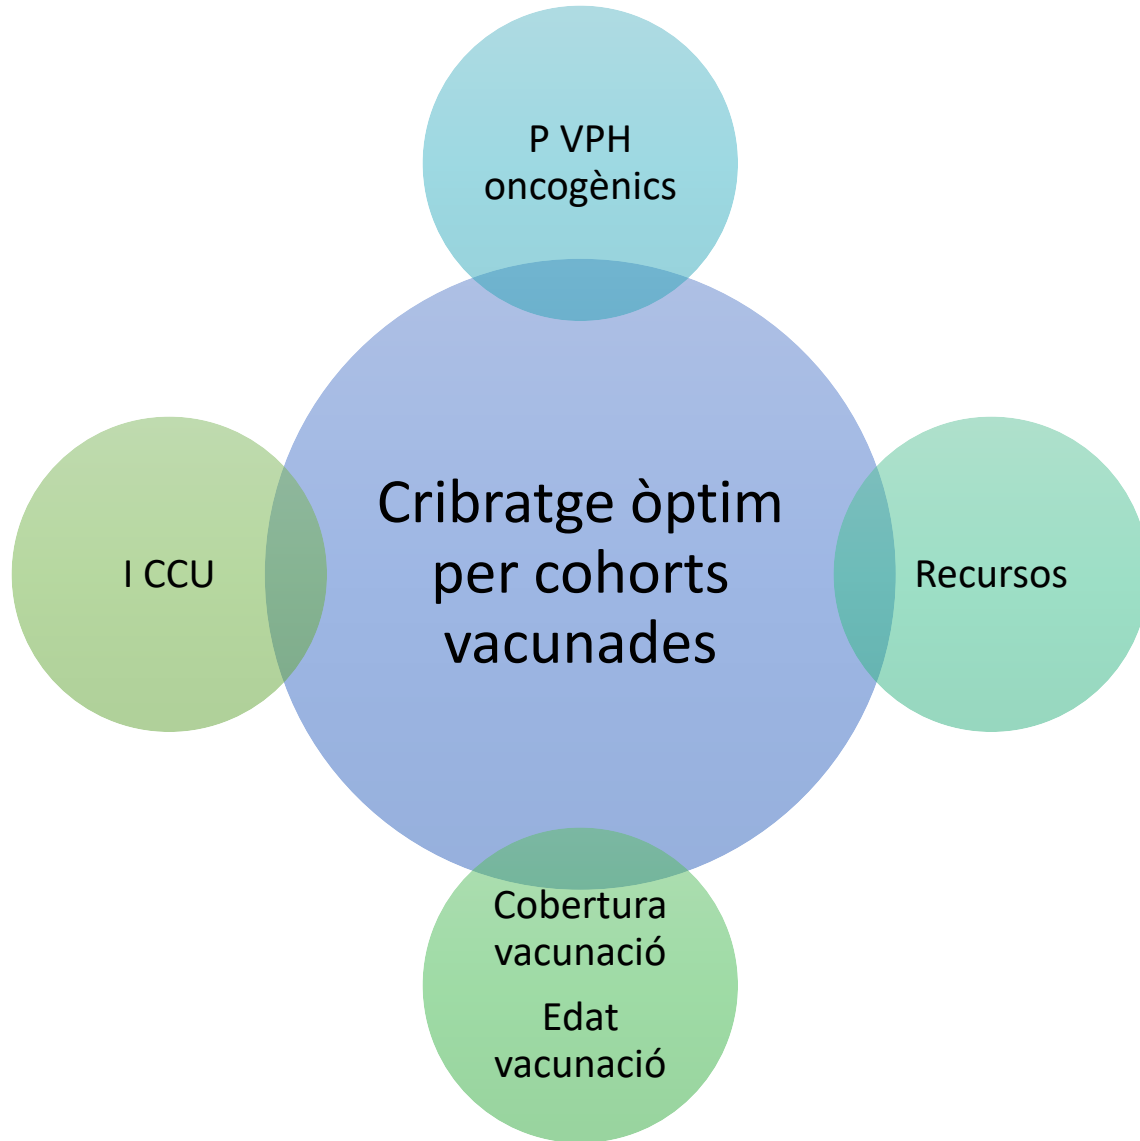 P VPH
oncogènics
Cribratge òptim
per cohorts
vacunades
I CCU
Recursos
Cobertura
vacunació
Edat
vacunació